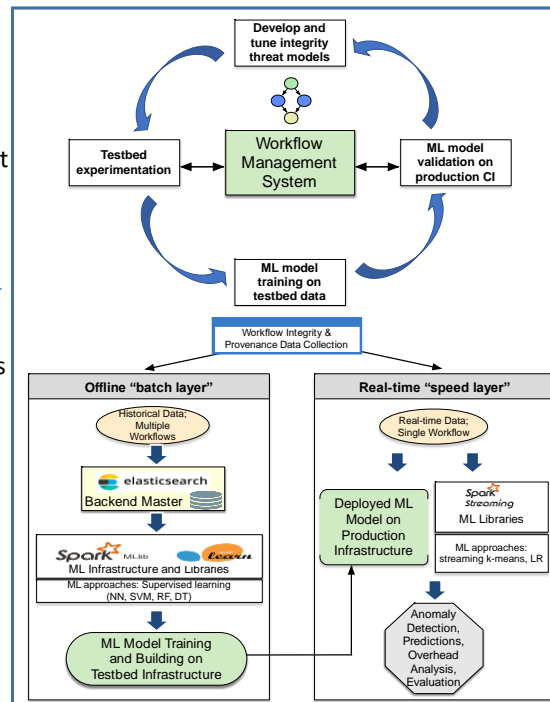 Develop and
tune integrity
threat models
t
Testbed
experimentation
Workflow
Management
System
ML model
validation on
production CI
s
ML model
training on
testbed data
Workflow Integrity &
Provenance Data Collection
Offline “batch layer”
Historical Data;
Multiple
Workflows
elasticsearch
Backend Master
Spark MLlib
learn
ML Infrastructure and Libraries
ML approaches: Supervised learning
(NN, SVM, RF, DT)
ML Model Training
and Building on
Testbed Infrastructure
Real-time “speed layer”
Real-time Data;
Single Workflow
Deployed ML
Model on
Production
Infrastructure
Spark
Streaming
ML Libraries
ML approaches:
streaming k-means, LR
Anomaly
Detection,
Predictions,
Overhead
Analysis,
Evaluation